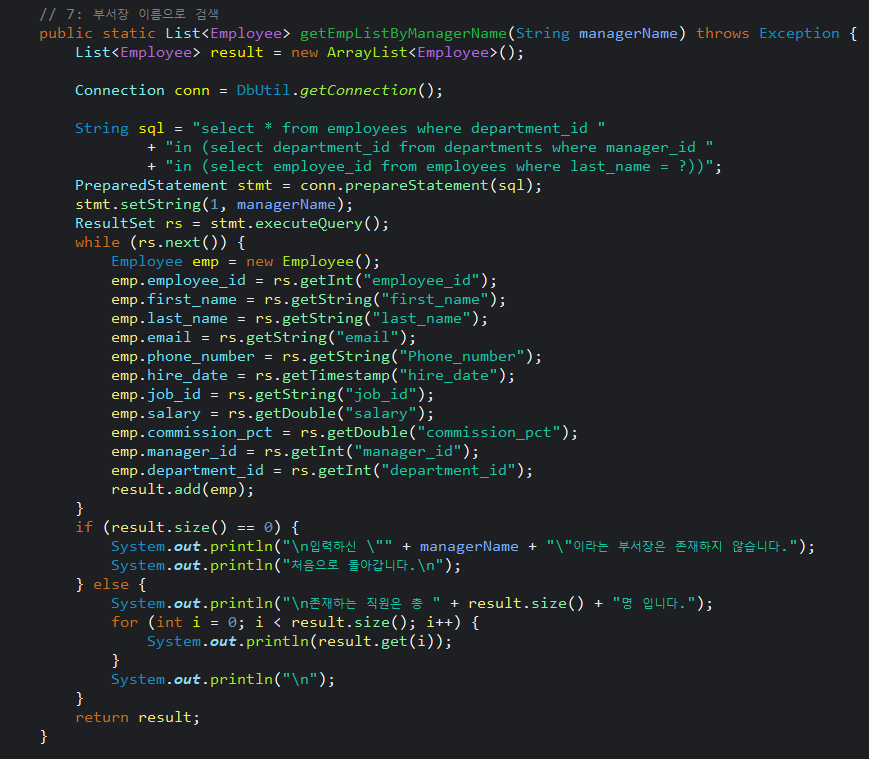 // 7: 부서장 이름으로 검색
public static List<Employee> getEmpListByManagerName(String managerName) throws Exception {
List<Employee> result = new ArrayList<Employee>();
Connection conn = DbUtil.getConnection();
String sql = "select * from employees where department_id "
+ "in (select department_id from departments where manager_id "
+ "in (select employee_id from employees where last_name = ?))";
PreparedStatement stmt = conn.prepareStatement(sql);
stmt.setString(1, managerName);
ResultSet rs = stmt.executeQuery();
while (rs.next()) {
Employee emp = new Employee();
emp.employee_id = rs.getInt("employee_id");
emp.first_name = rs.getString("first_name");
emp.last_name = rs.getString("last_name");
emp.email = rs.getString("email");
emp.phone_number = rs.getString("Phone_number");
emp.hire_date = rs.getTimestamp("hire_date");
emp.job_id = rs.getString("job_id");
emp.salary = rs.getDouble("salary");
emp.commission_pct = rs.getDouble("commission_pct");
emp.manager_id = rs.getInt("manager_id");
emp.department_id = rs.getInt("department_id");
result.add(emp);
}
if (result.size() == 0) {
System.out.println("\n입력하신 \"" + managerName + "\"이라는 부서장은 존재하지 않습니다.");
System.out.println("처음으로 돌아갑니다.\n");
} else {
System.out.println("\n존재하는 직원은 총 " + result.size() + "명 입니다.");
for (int i = 0; i < result.size(); i++) {
System.out.println(result.get(i));
}
System.out.println("\n");
}
return result;
}